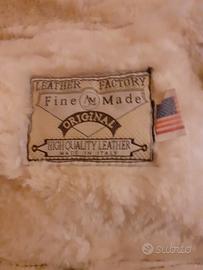 LEATHER FACTORY
Fine Made
ORIGINAL
HIGH QUALITY LEATHER
MADE IN ITALY
subito